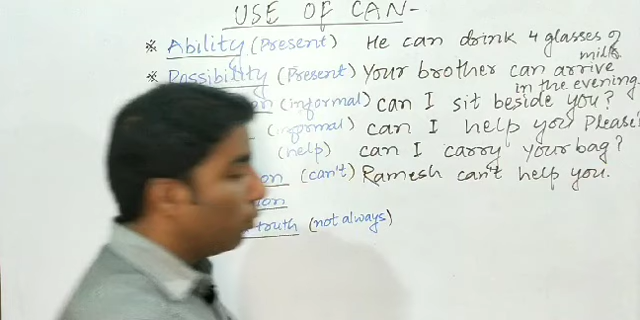 USE OF CAN-
* Ability (Present) He can drink 4 glasses of milk
* Possibility (Present) Your brother can arrive in the evening.
(informal) can I sit beside you?
(informal) can I help you Please?
(help) can I carry your bag?
(can't) Ramesh can't help you.
truth (not always)